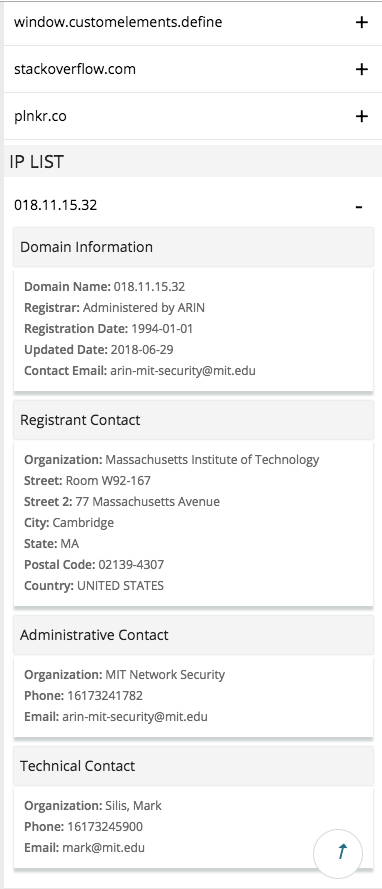 window.customelements.define +
stackoverflow.com +
plnkr.co +
IP LIST
018.11.15.32 -
Domain Information
Domain Name: 018.11.15.32
Registrar: Administered by ARIN
Registration Date: 1994-01-01
Updated Date: 2018-06-29
Contact Email: arin-mit-security@mit.edu
Registrant Contact
Organization: Massachusetts Institute of Technology
Street: Room W92-167
Street 2: 77 Massachusetts Avenue
City: Cambridge
State: MA
Postal Code: 02139-4307
Country: UNITED STATES
Administrative Contact
Organization: MIT Network Security
Phone: 16173241782
Email: arin-mit-security@mit.edu
Technical Contact
Organization: Silis, Mark
Phone: 16173245900
Email: mark@mit.edu